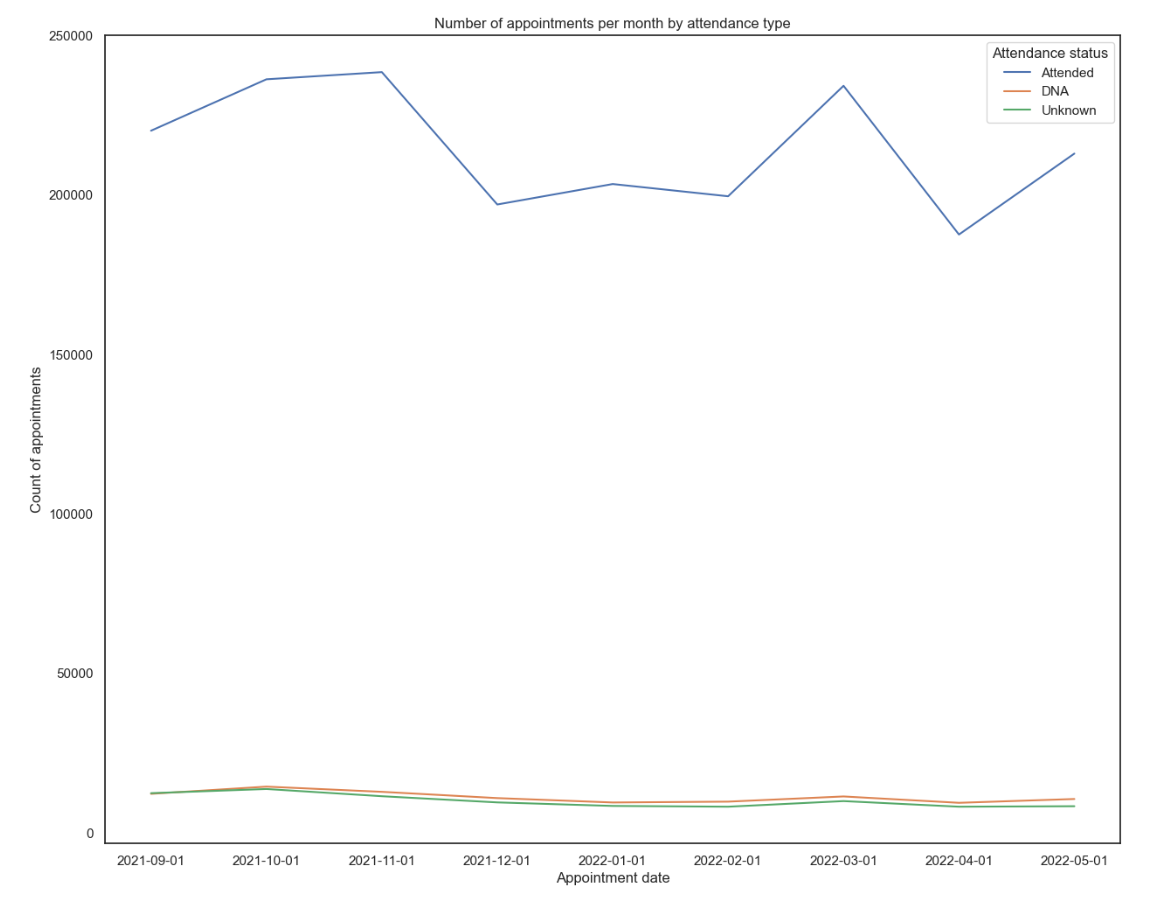 Number of appointments per month by attendance type
250000
200000
150000
100000
50000
0
Count of appointments
Attendance status
Attended
DNA
Unknown
2021-09-01 2021-10-01 2021-11-01 2021-12-01 2022-01-01 2022-02-01 2022-03-01 2022-04-01 2022-05-01
Appointment date